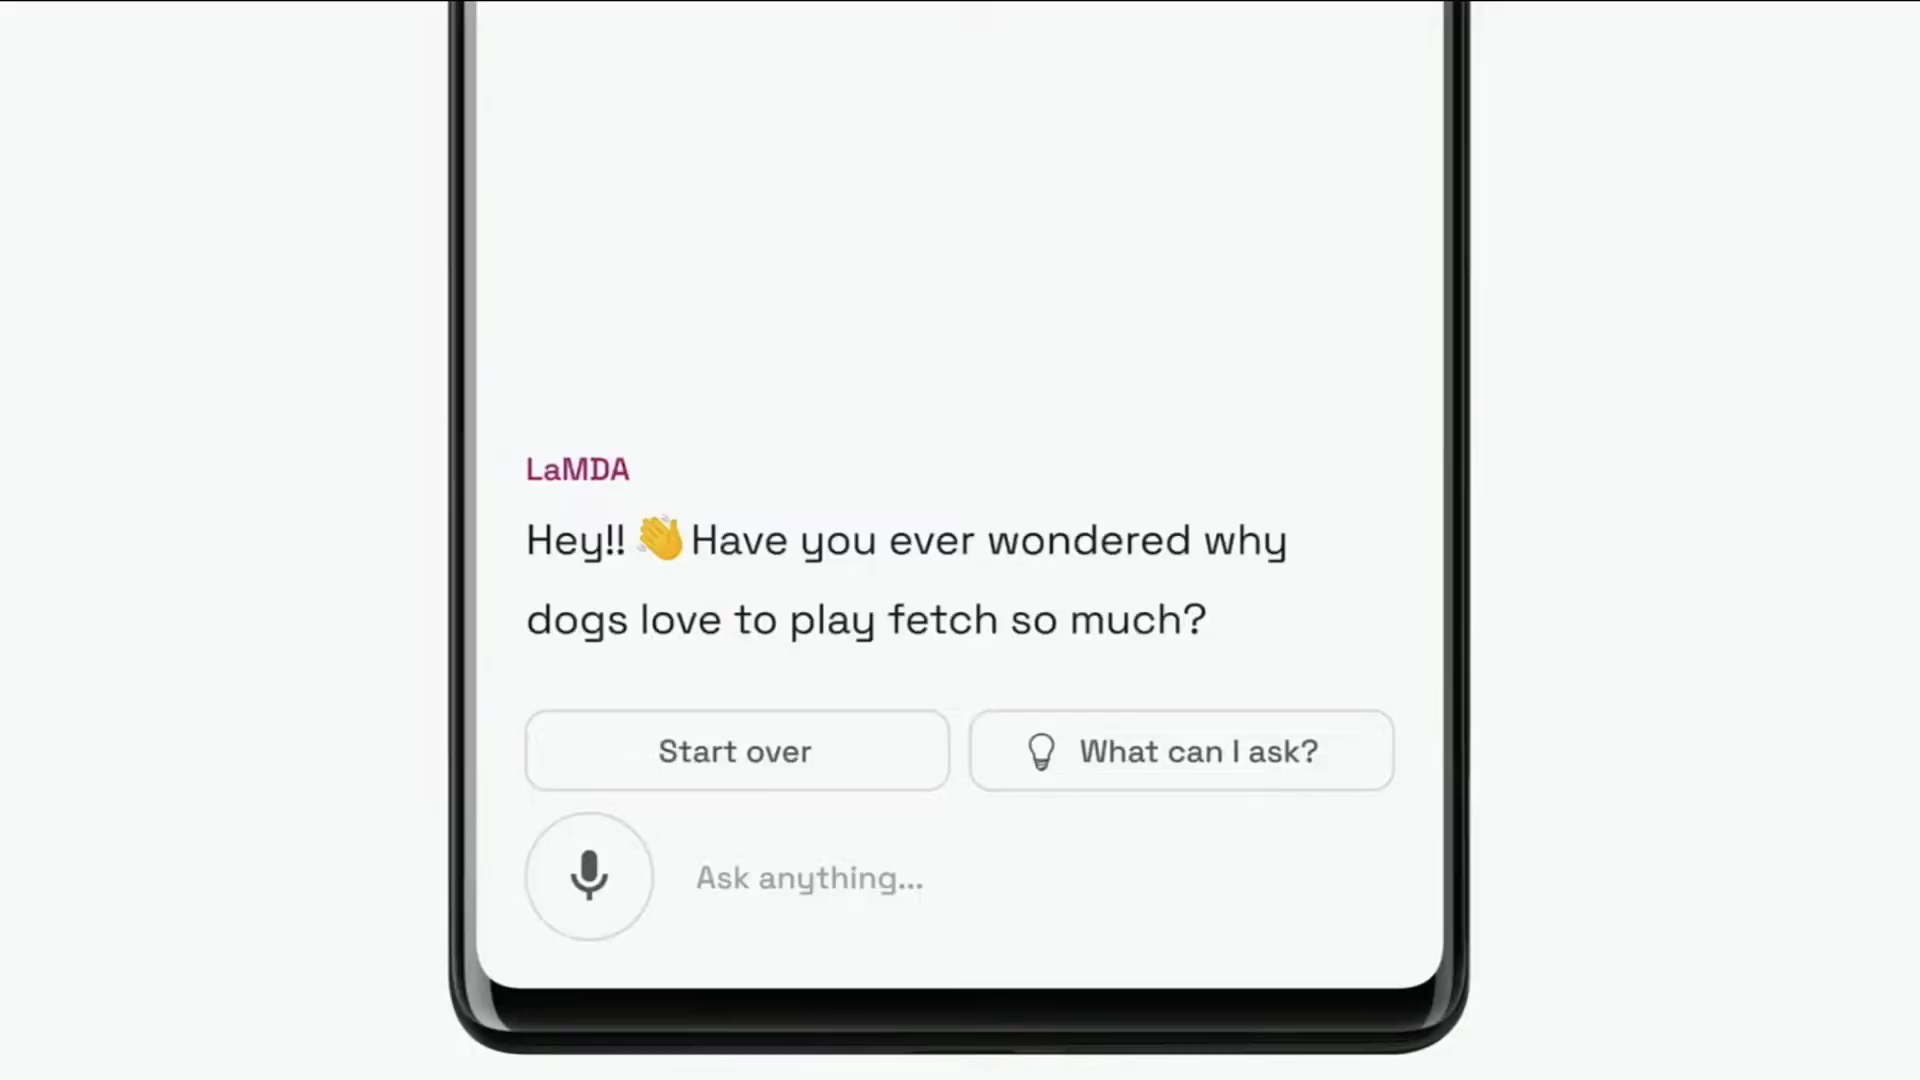 LaMDA
Hey!! 👋 Have you ever wondered why
dogs love to play fetch so much?
Start over
What can I ask?
Ask anything...